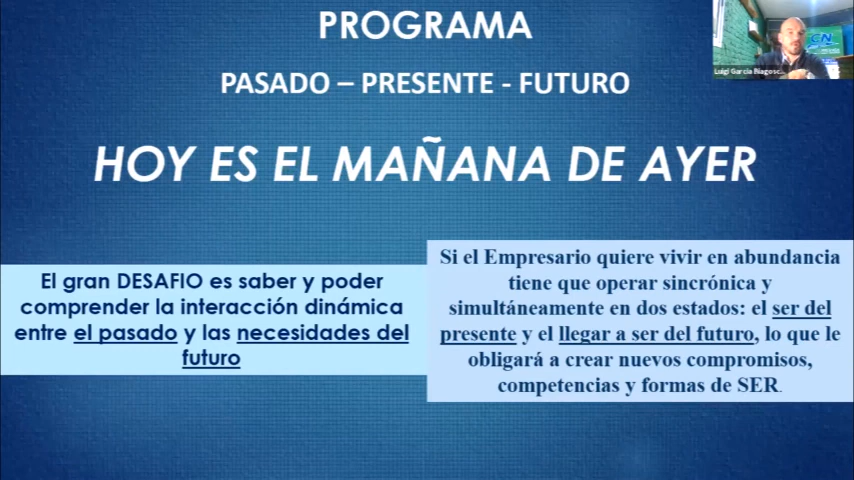 PROGRAMA
PASADO – PRESENTE - FUTURO
HOY ES EL MAÑANA DE AYER
El gran DESAFIO es saber y poder
comprender la interacción dinámica
entre el pasado y las necesidades del
futuro
Si el Empresario quiere vivir en abundancia
tiene que operar sincrónica y
simultáneamente en dos estados: el ser del
presente y el llegar a ser del futuro, lo que le
obligará a crear nuevos compromisos,
competencias y formas de SER.
CN
Luigi Garcia